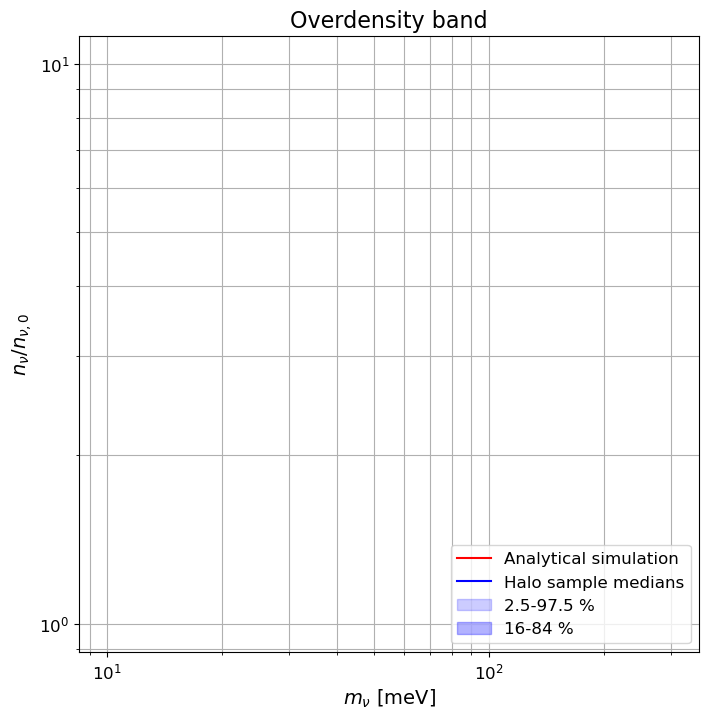 Overdensity band
10¹
n_ν/n_ν,0
10⁰
Analytical simulation
Halo sample medians
2.5-97.5 %
16-84 %
10¹ 10²
m_ν [meV]